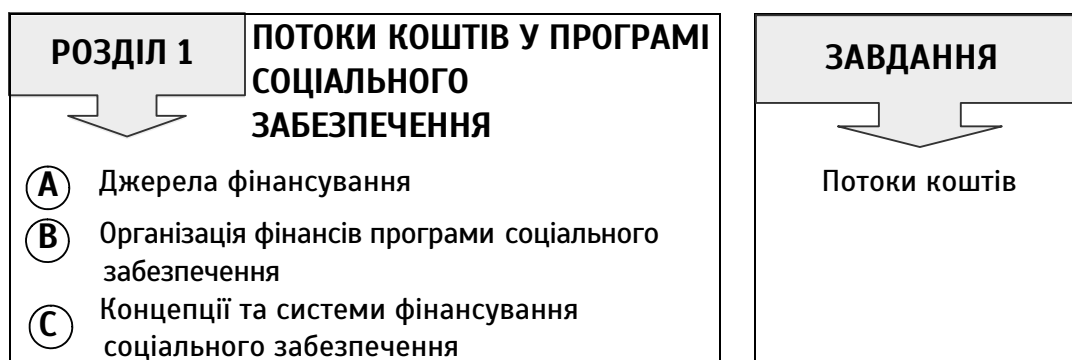 РОЗДІЛ 1
ПОТОКИ КОШТІВ У ПРОГРАМІ
СОЦІАЛЬНОГО
ЗАБЕЗПЕЧЕННЯ
A Джерела фінансування
B Організація фінансів програми соціального
забезпечення
C Концепції та системи фінансування
соціального забезпечення
ЗАВДАННЯ
Потоки коштів